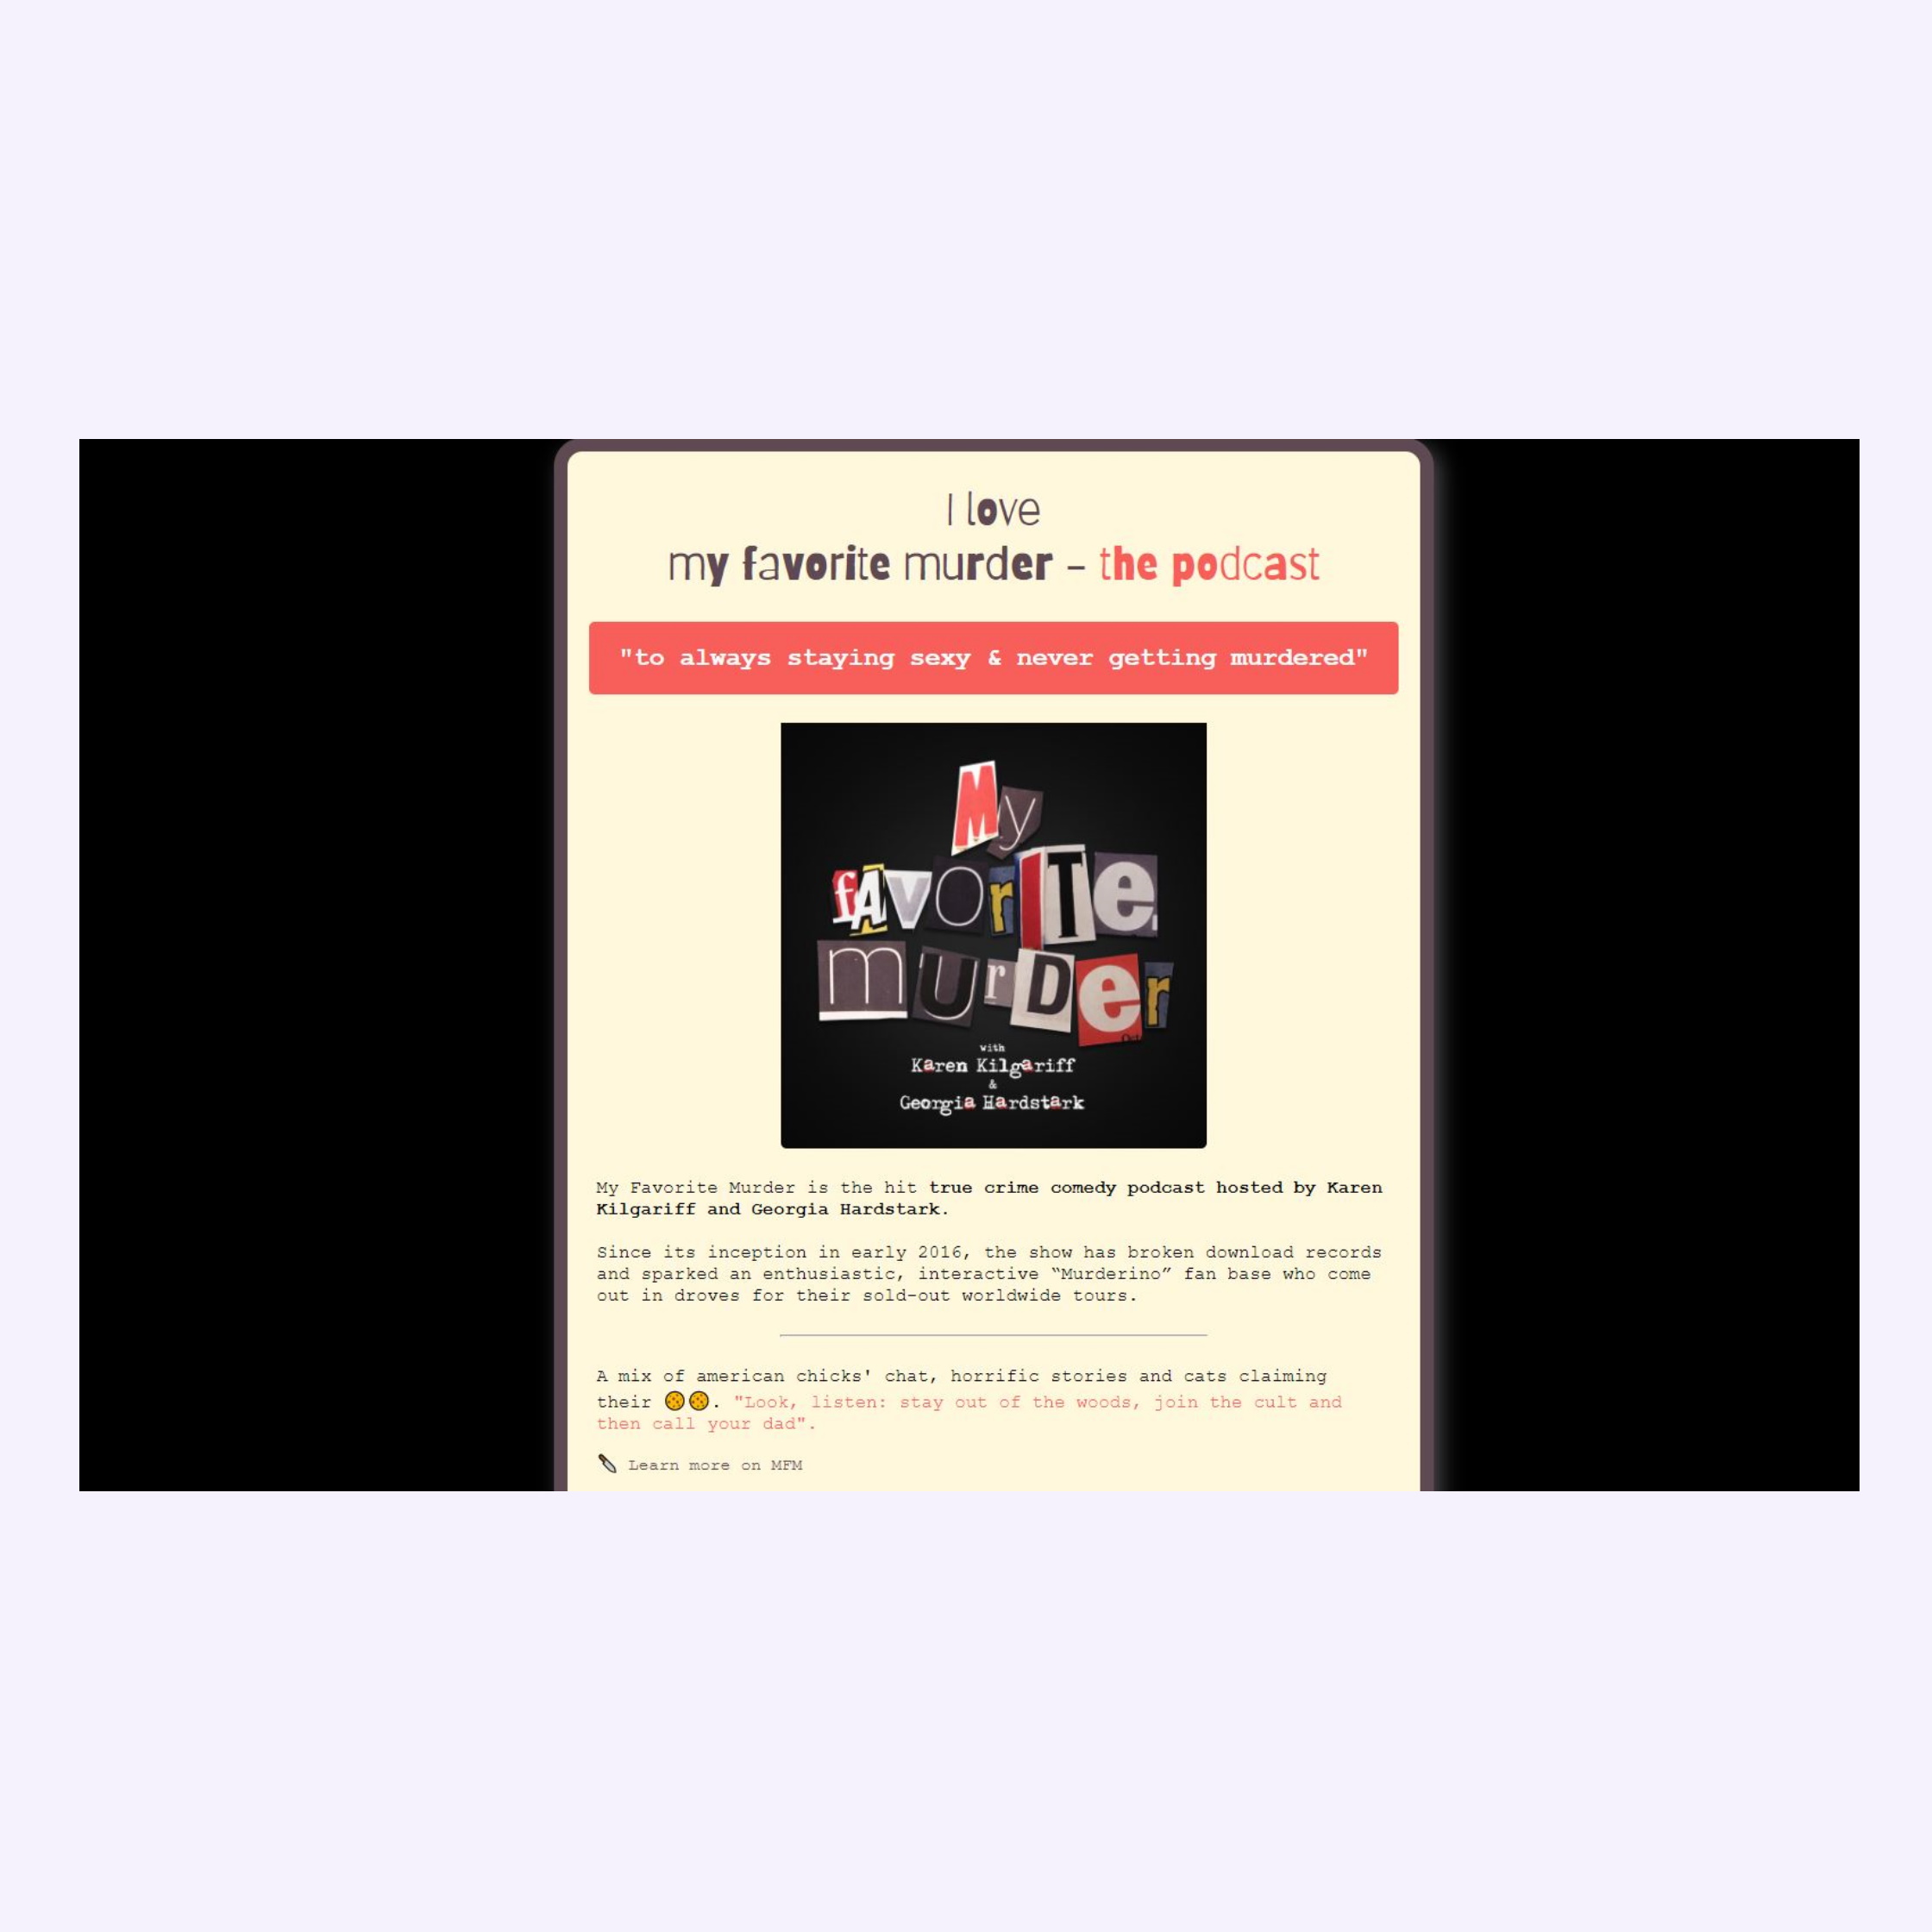 I love
my favorite murder - the podcast
"to always staying sexy & never getting murdered"
My
fAvorITe
murDer
with
Karen Kilgariff
&
Georgia Hardstark
My Favorite Murder is the hit true crime comedy podcast hosted by Karen
Kilgariff and Georgia Hardstark.
Since its inception in early 2016, the show has broken download records
and sparked an enthusiastic, interactive “Murderino” fan base who come
out in droves for their sold-out worldwide tours.
A mix of american chicks' chat, horrific stories and cats claiming
their 🍪🍪. "Look, listen: stay out of the woods, join the cult and
then call your dad".
🔪 Learn more on MFM